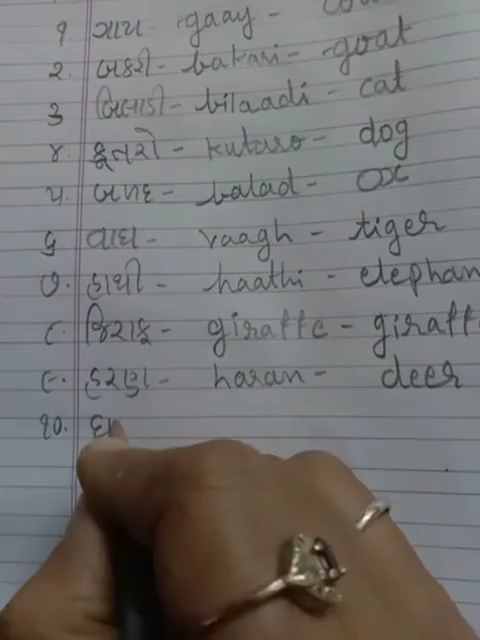 ૧ ગાય - gaay - cow
૨. બકરી - bakari - goat
૩ બિલાડી - bilaadi - cat
૪. કૂતરો - kutaro - dog
૫. બળદ - balad - ox
૬ વાઘ - vaagh - tiger
૭. હાથી - haathi - elephan
૮. જિરાફ - giraffe - giraff
૯. હરણ - haran - deer
૧૦. ઘ